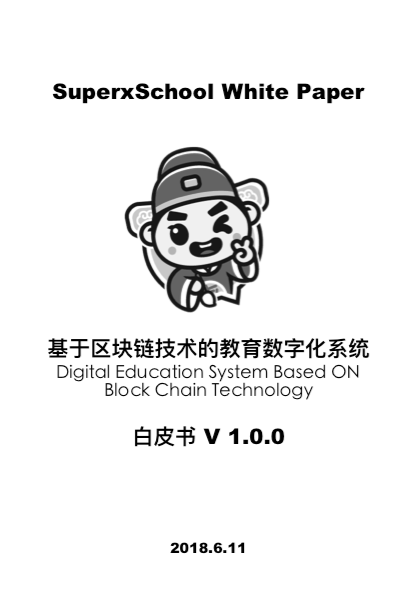 SuperxSchool White Paper
基于区块链技术的教育数字化系统
Digital Education System Based ON
Block Chain Technology
白皮书 V 1.0.0
2018.6.11